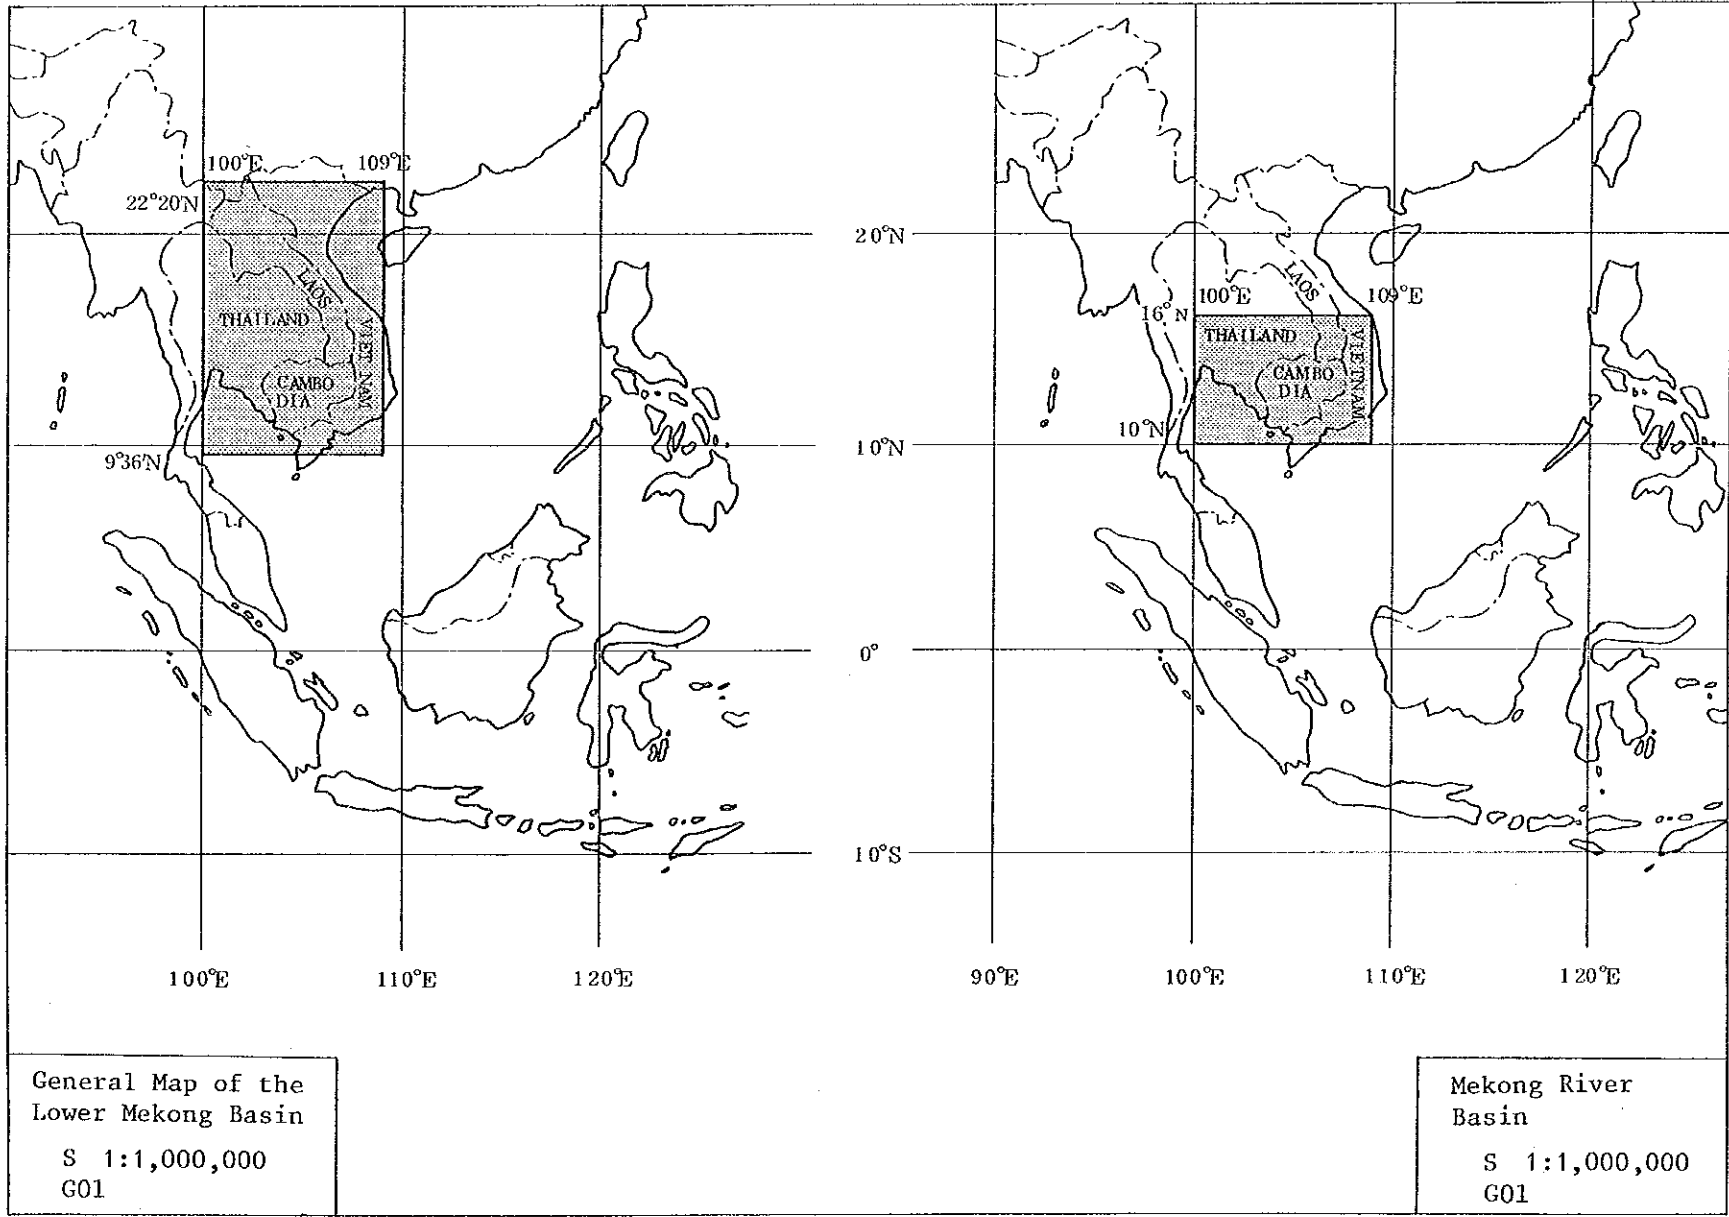 100°E
109°E
22°20'N
LAOS
THAILAND
VIET NAM
CAMBO
DIA
9°36'N
100°E
110°E
120°E
General Map of the
Lower Mekong Basin
S 1:1,000,000
G01
20°N
10°N
0°
10°S
LAOS
100°E
109°E
16°N
THAILAND
VIETNAM
CAMBO
DIA
10°N
90°E
100°E
110°E
120°E
Mekong River
Basin
S 1:1,000,000
G01